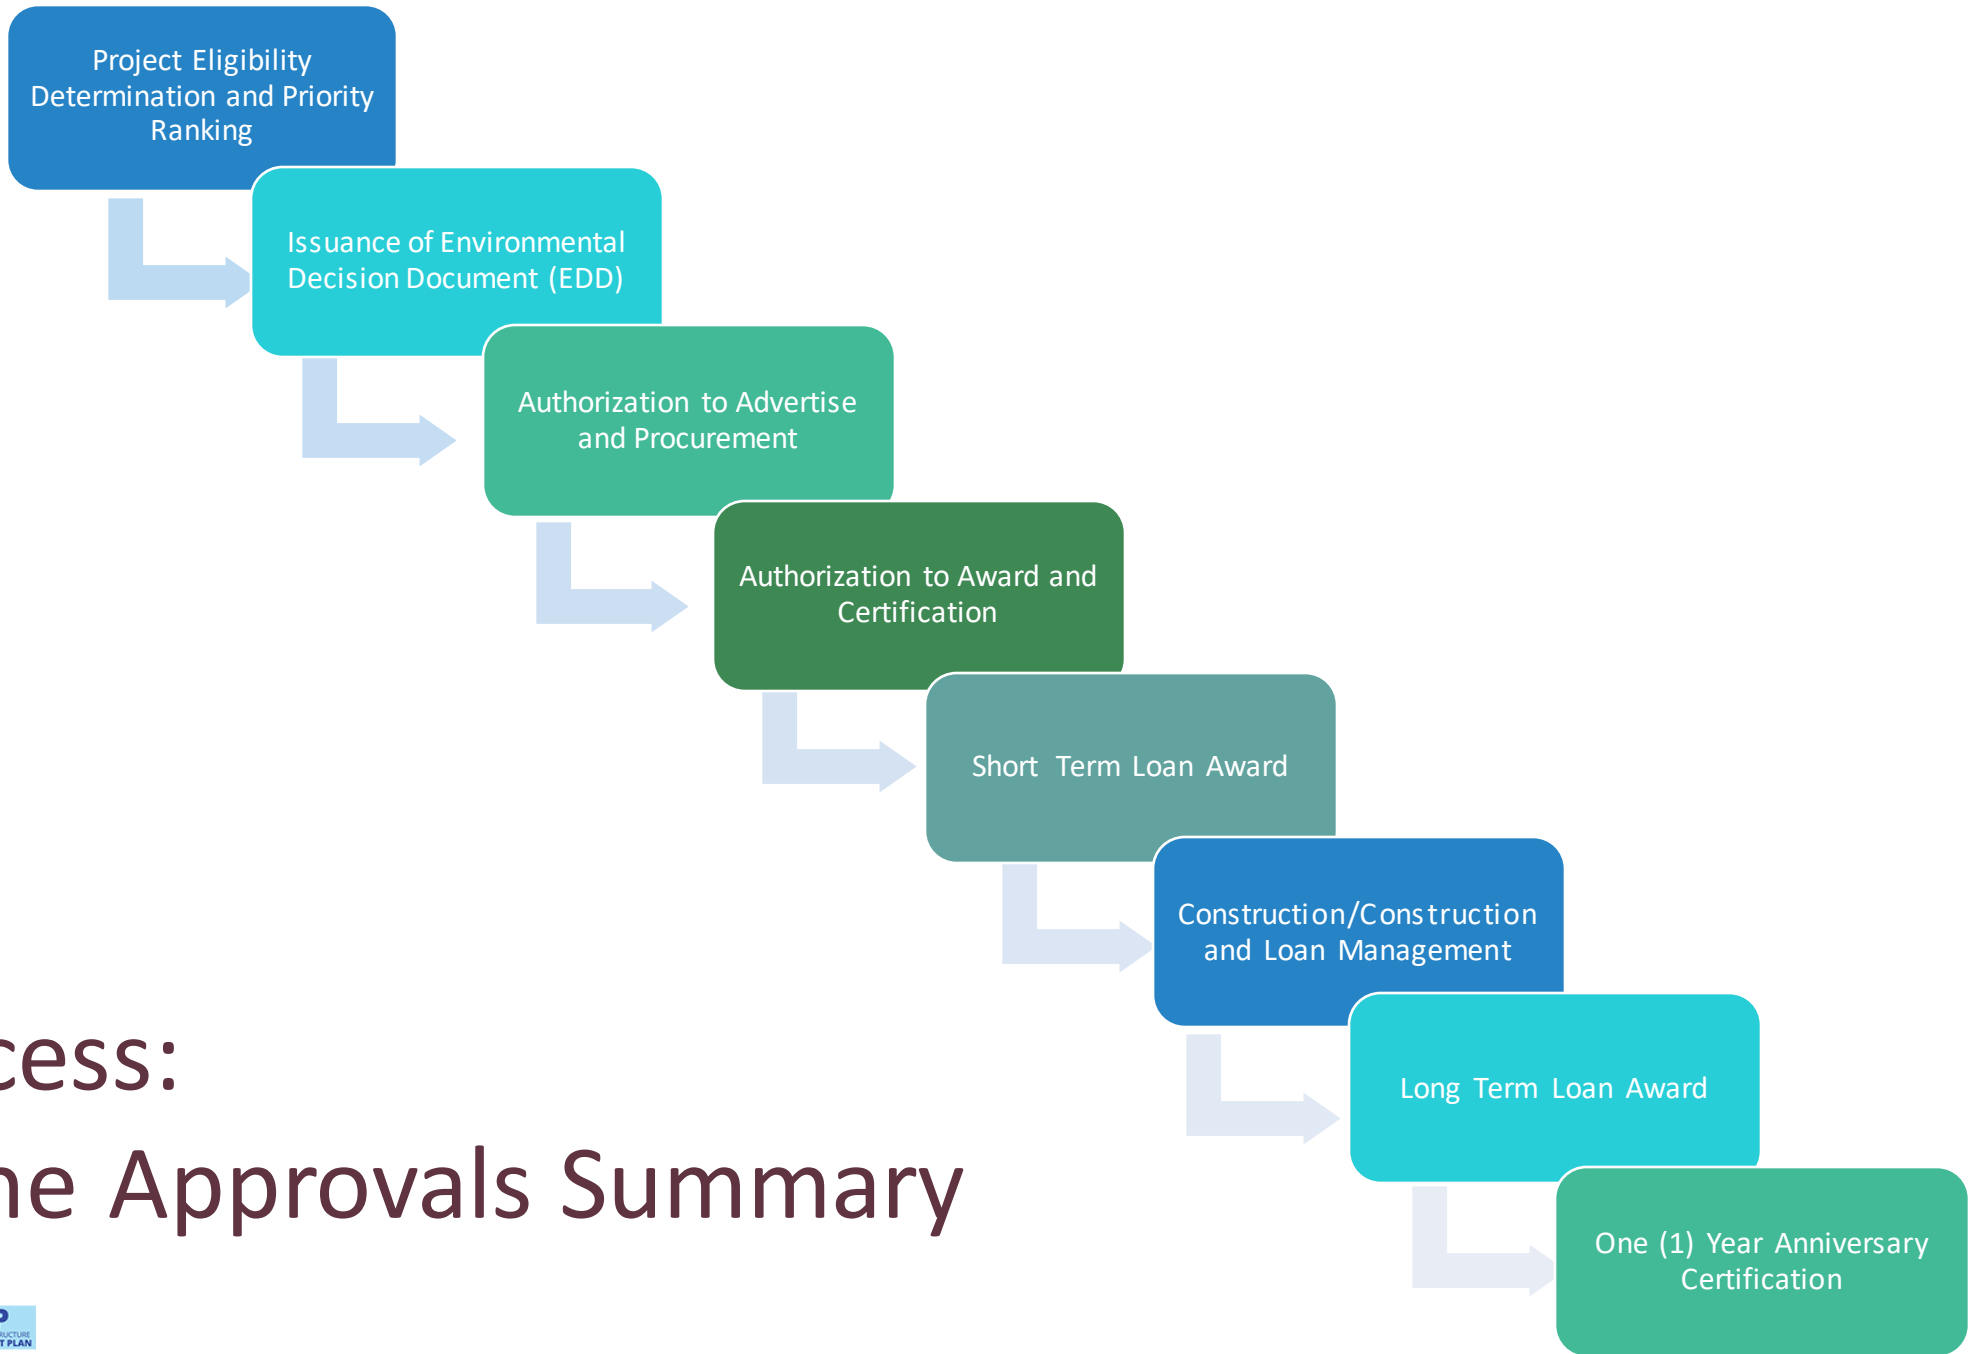 Project Eligibility
Determination and Priority
Ranking
Issuance of Environmental
Decision Document (EDD)
Authorization to Advertise
and Procurement
Authorization to Award and
Certification
Short Term Loan Award
Construction/Construction
and Loan Management
Long Term Loan Award
One (1) Year Anniversary
Certification
cess:
ne Approvals Summary
P
RUCTURE
T PLAN